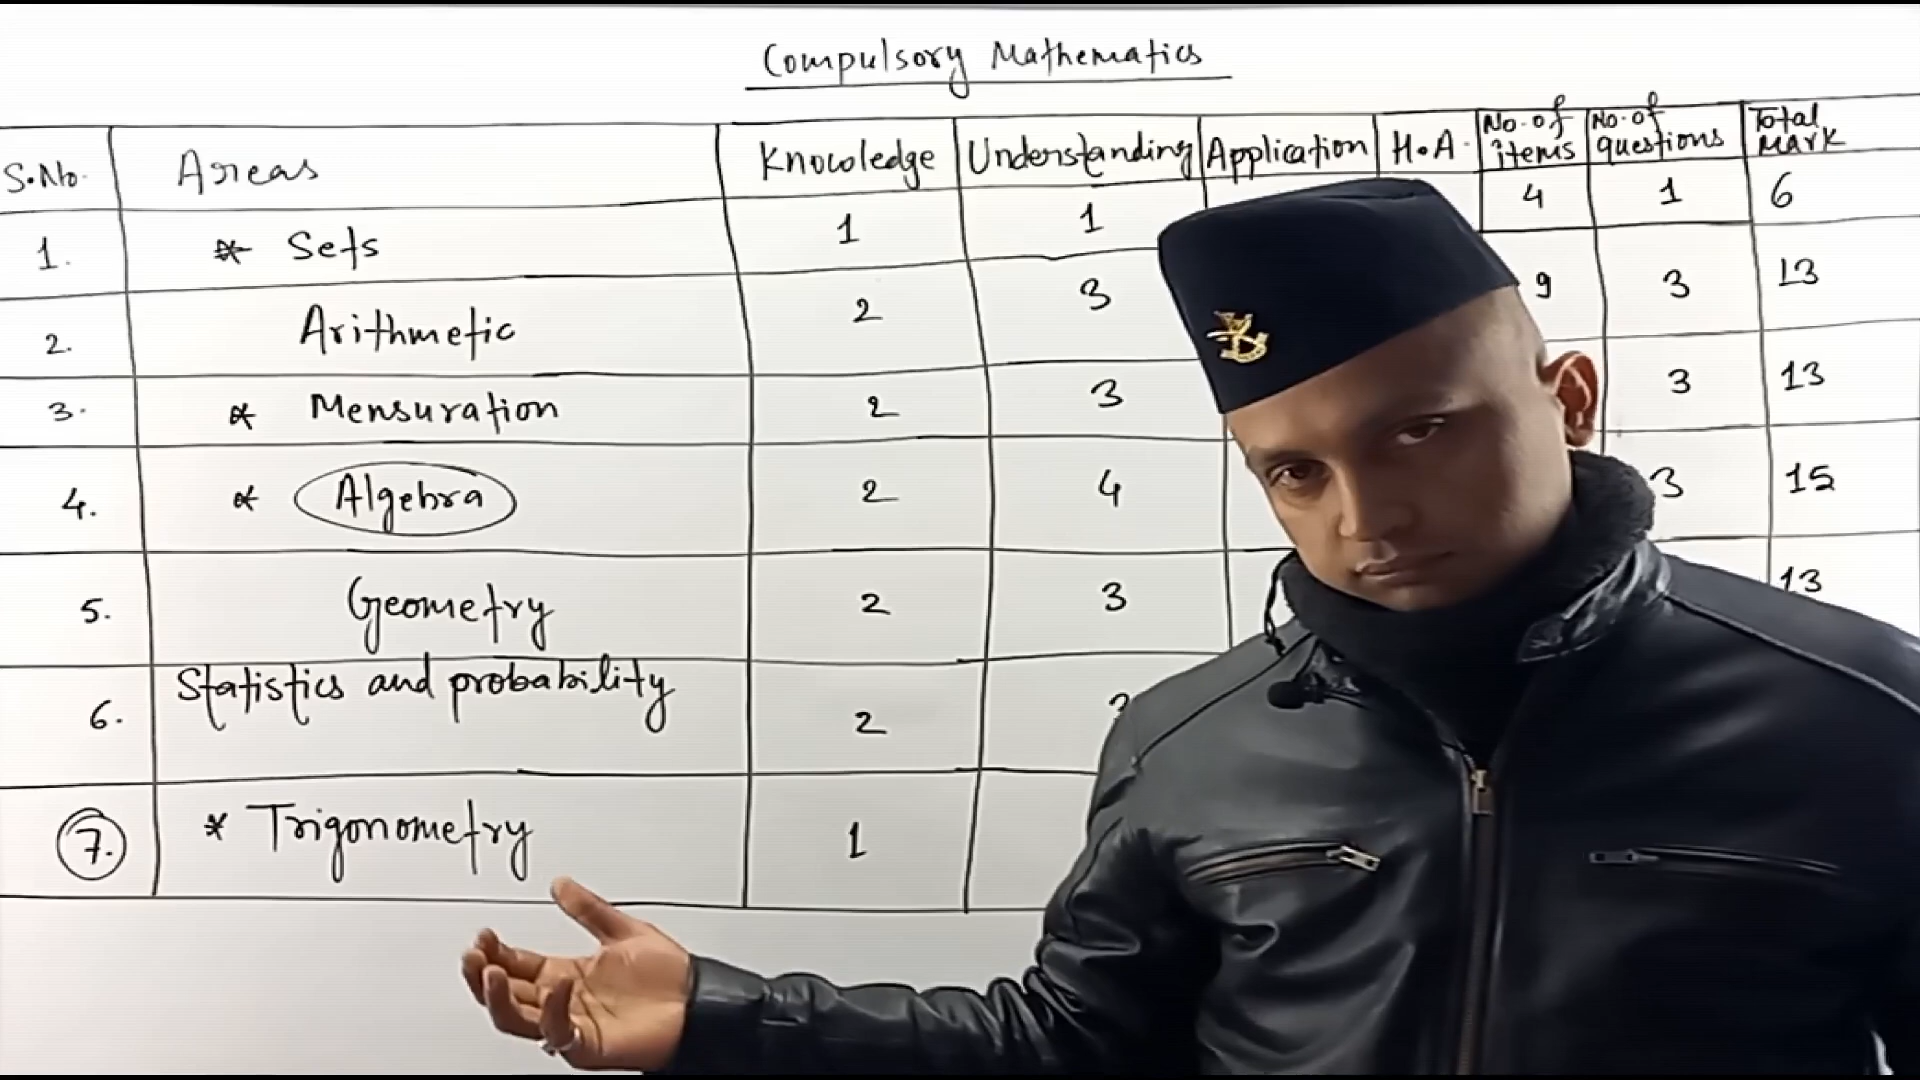 Compulsory Mathematics
S.No. Areas Knowledge Understanding Application H.A. No. of items No. of questions Total Mark
1. * Sets 1 1 4 1 6
2. Arithmetic 2 3 9 3 13
3. * Mensuration 2 3 3 13
4. * Algebra 2 4 3 15
5. Geometry 2 3 13
6. Statistics and probability 2
7. * Trigonometry 1